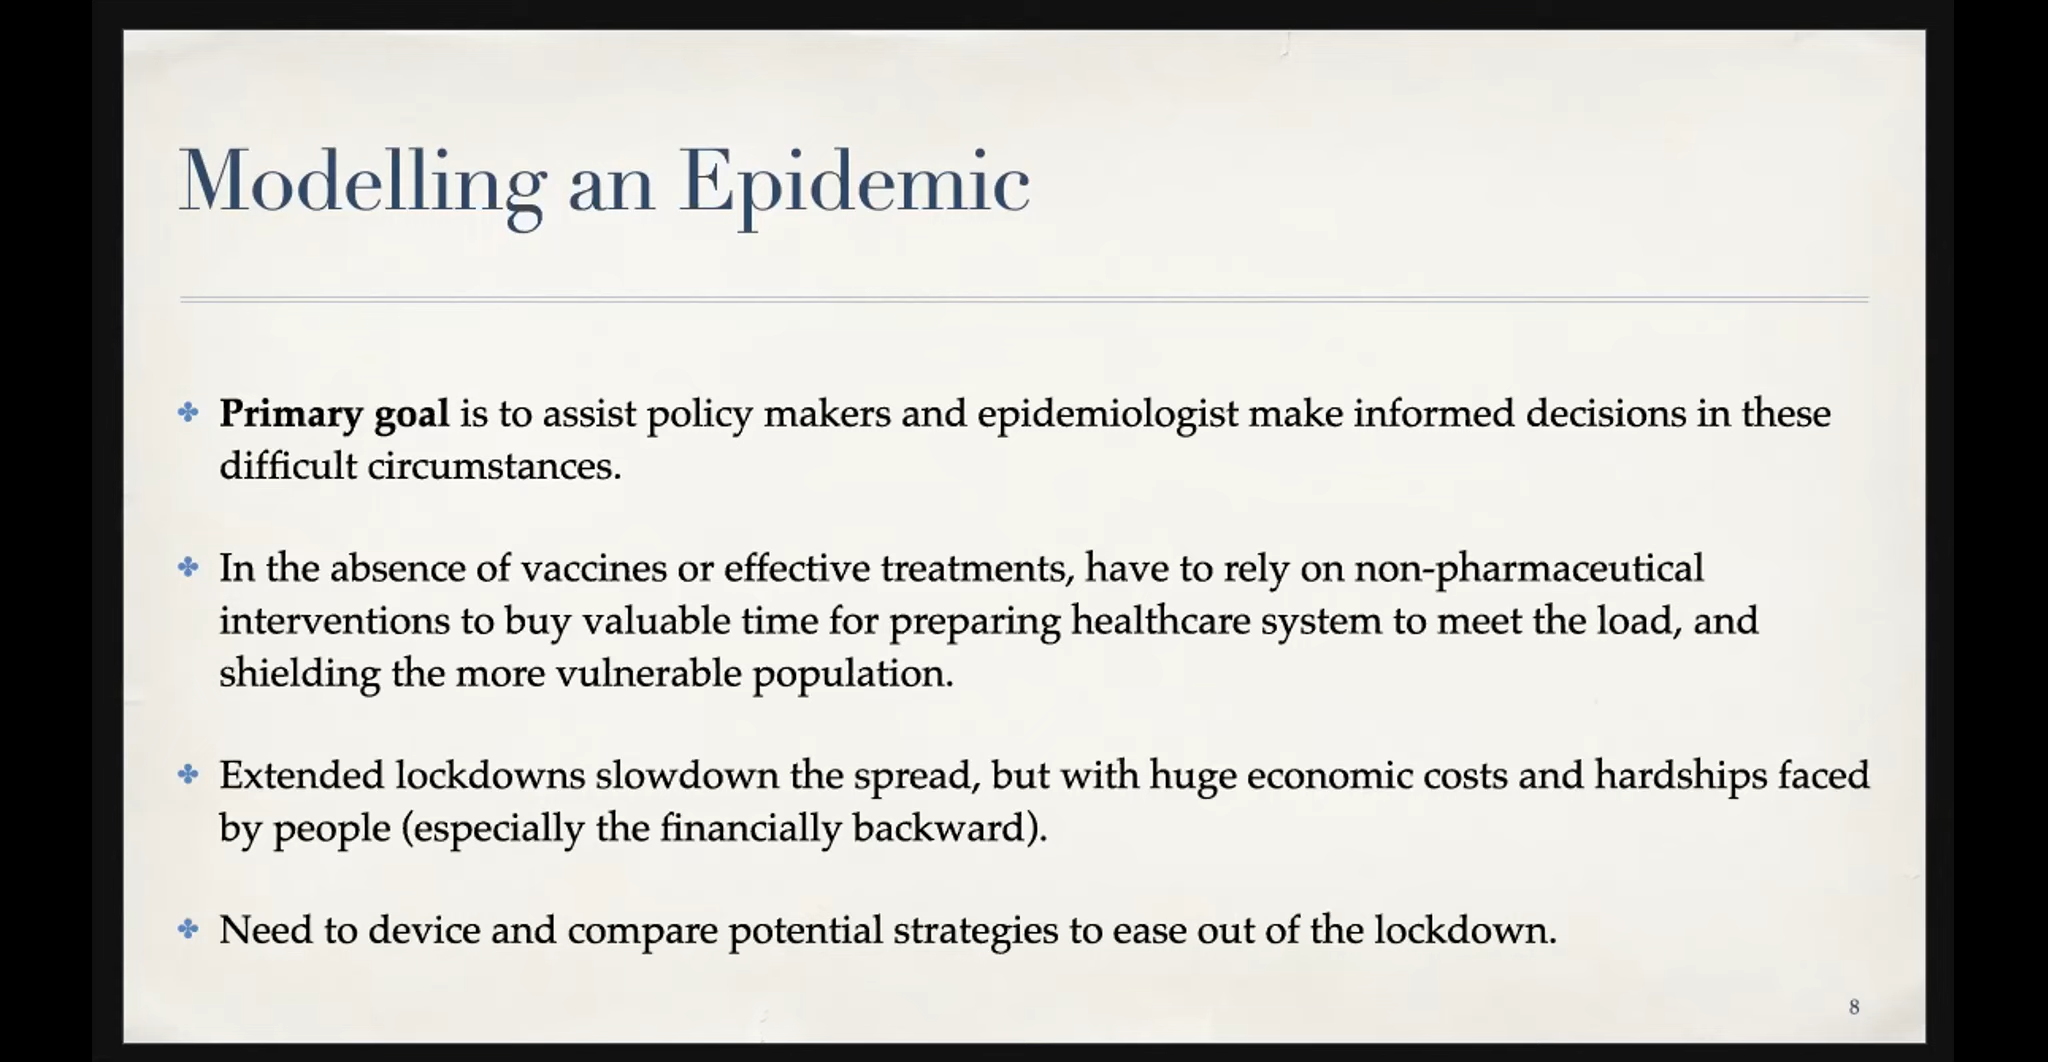 Modelling an Epidemic
Primary goal is to assist policy makers and epidemiologist make informed decisions in these
difficult circumstances.
In the absence of vaccines or effective treatments, have to rely on non-pharmaceutical
interventions to buy valuable time for preparing healthcare system to meet the load, and
shielding the more vulnerable population.
Extended lockdowns slowdown the spread, but with huge economic costs and hardships faced
by people (especially the financially backward).
Need to device and compare potential strategies to ease out of the lockdown.
8